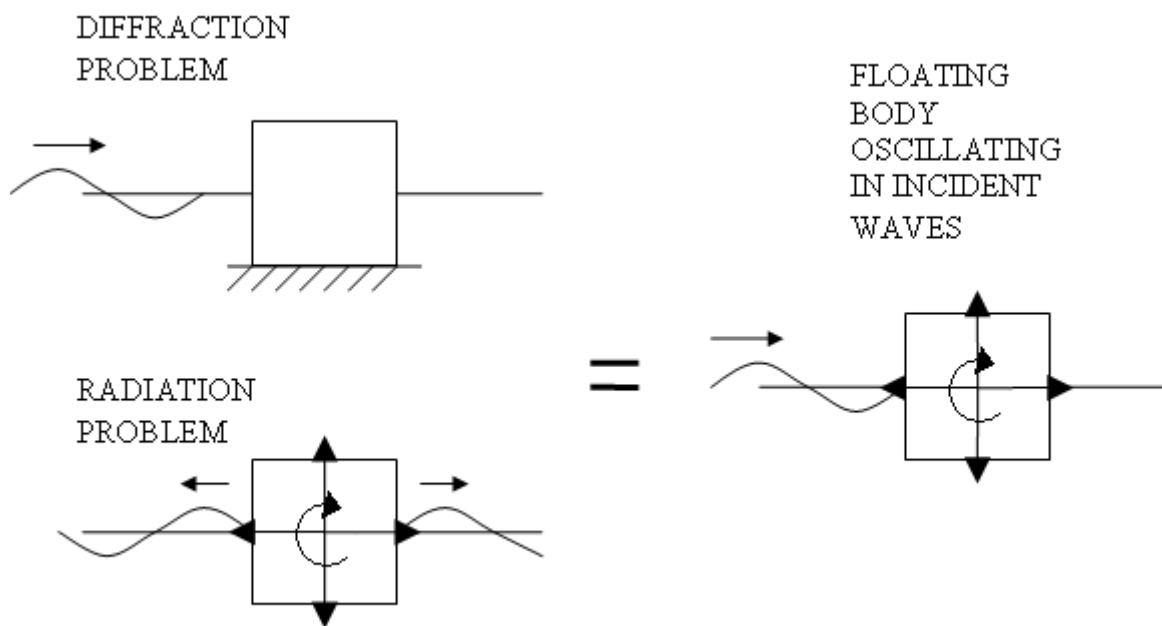 DIFFRACTION
PROBLEM
FLOATING
BODY
OSCILLATING
IN INCIDENT
WAVES
=
RADIATION
PROBLEM